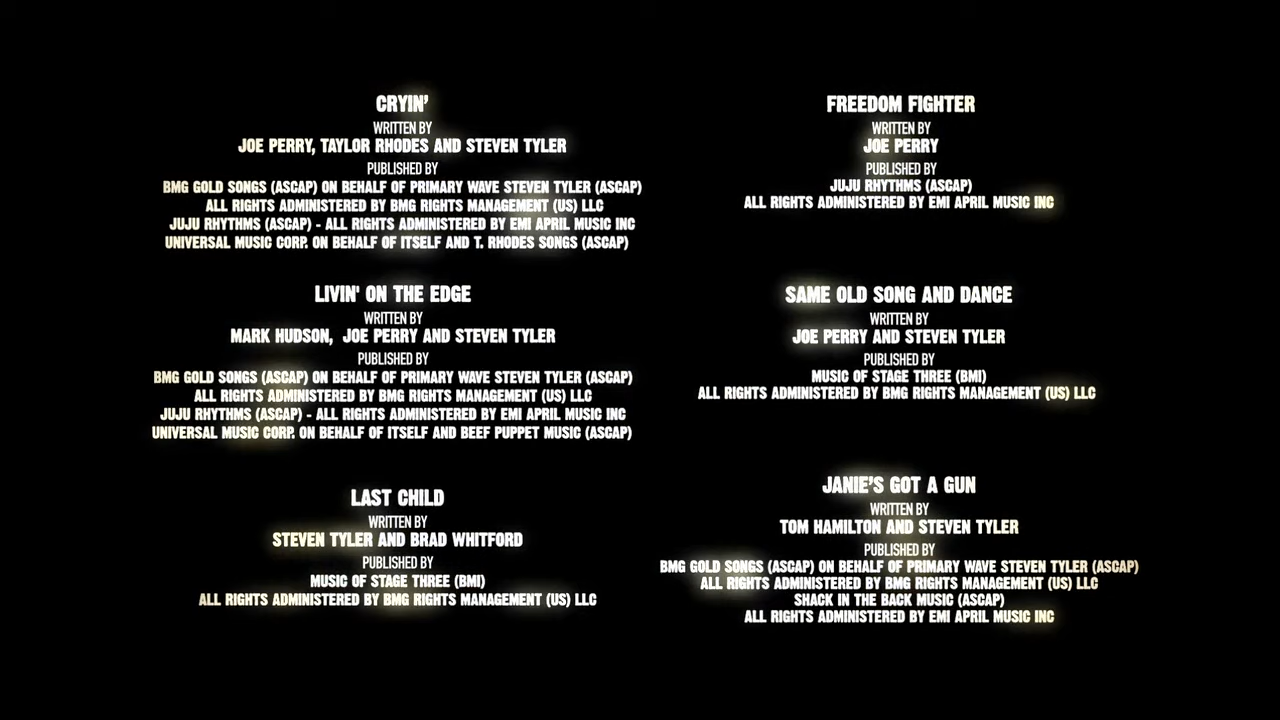 CRYIN’
WRITTEN BY
JOE PERRY, TAYLOR RHODES AND STEVEN TYLER
PUBLISHED BY
BMG GOLD SONGS (ASCAP) ON BEHALF OF PRIMARY WAVE STEVEN TYLER (ASCAP)
ALL RIGHTS ADMINISTERED BY BMG RIGHTS MANAGEMENT (US) LLC
JUJU RHYTHMS (ASCAP) - ALL RIGHTS ADMINISTERED BY EMI APRIL MUSIC INC
UNIVERSAL MUSIC CORP. ON BEHALF OF ITSELF AND T. RHODES SONGS (ASCAP)
LIVIN' ON THE EDGE
WRITTEN BY
MARK HUDSON, JOE PERRY AND STEVEN TYLER
PUBLISHED BY
BMG GOLD SONGS (ASCAP) ON BEHALF OF PRIMARY WAVE STEVEN TYLER (ASCAP)
ALL RIGHTS ADMINISTERED BY BMG RIGHTS MANAGEMENT (US) LLC
JUJU RHYTHMS (ASCAP) - ALL RIGHTS ADMINISTERED BY EMI APRIL MUSIC INC
UNIVERSAL MUSIC CORP. ON BEHALF OF ITSELF AND BEEF PUPPET MUSIC (ASCAP)
LAST CHILD
WRITTEN BY
STEVEN TYLER AND BRAD WHITFORD
PUBLISHED BY
MUSIC OF STAGE THREE (BMI)
ALL RIGHTS ADMINISTERED BY BMG RIGHTS MANAGEMENT (US) LLC
FREEDOM FIGHTER
WRITTEN BY
JOE PERRY
PUBLISHED BY
JUJU RHYTHMS (ASCAP)
ALL RIGHTS ADMINISTERED BY EMI APRIL MUSIC INC
SAME OLD SONG AND DANCE
WRITTEN BY
JOE PERRY AND STEVEN TYLER
PUBLISHED BY
MUSIC OF STAGE THREE (BMI)
ALL RIGHTS ADMINISTERED BY BMG RIGHTS MANAGEMENT (US) LLC
JANIE’S GOT A GUN
WRITTEN BY
TOM HAMILTON AND STEVEN TYLER
PUBLISHED BY
BMG GOLD SONGS (ASCAP) ON BEHALF OF PRIMARY WAVE STEVEN TYLER (ASCAP)
ALL RIGHTS ADMINISTERED BY BMG RIGHTS MANAGEMENT (US) LLC
SHACK IN THE BACK MUSIC (ASCAP)
ALL RIGHTS ADMINISTERED BY EMI APRIL MUSIC INC